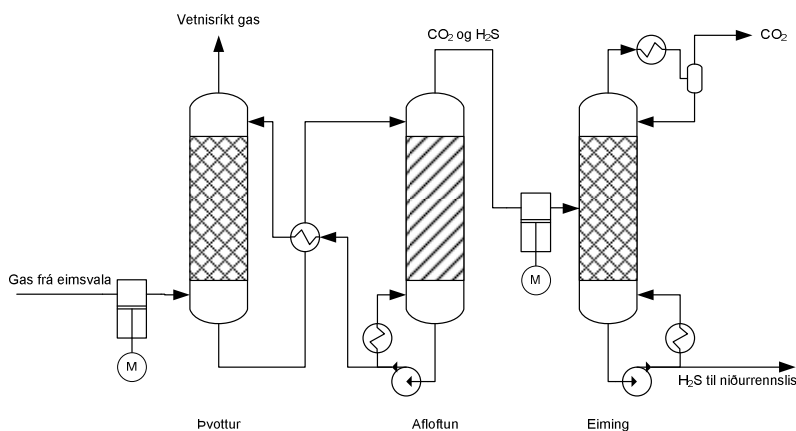 Vetnisríkt gas
CO₂ og H₂S
CO₂
Gas frá eimsvala
M
M
H₂S til niðurrennslis
Þvottur
Afloftun
Eiming